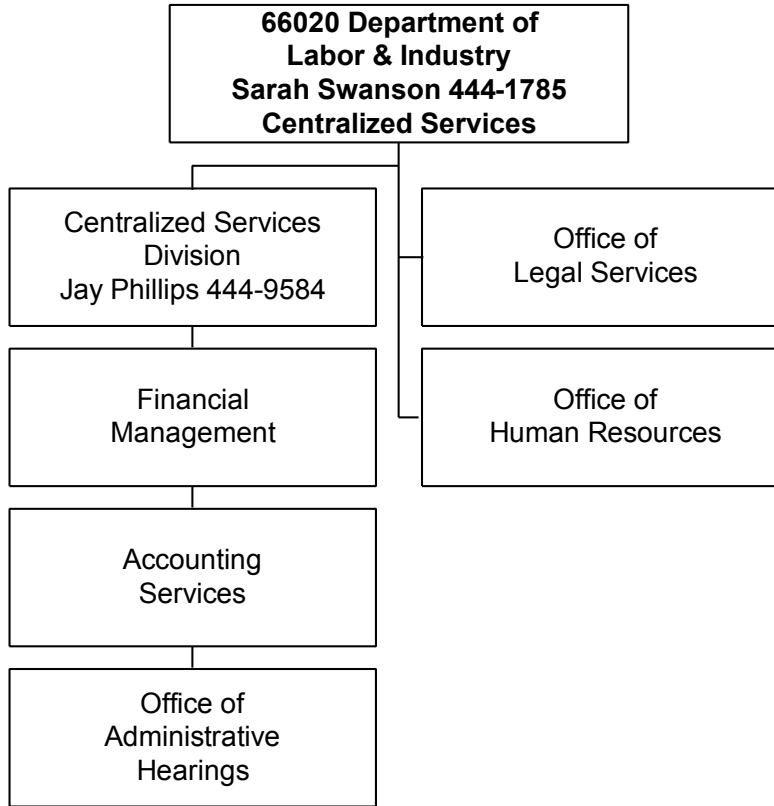 66020 Department of
Labor & Industry
Sarah Swanson 444-1785
Centralized Services
Centralized Services
Division
Jay Phillips 444-9584
Office of
Legal Services
Financial
Management
Office of
Human Resources
Accounting
Services
Office of
Administrative
Hearings